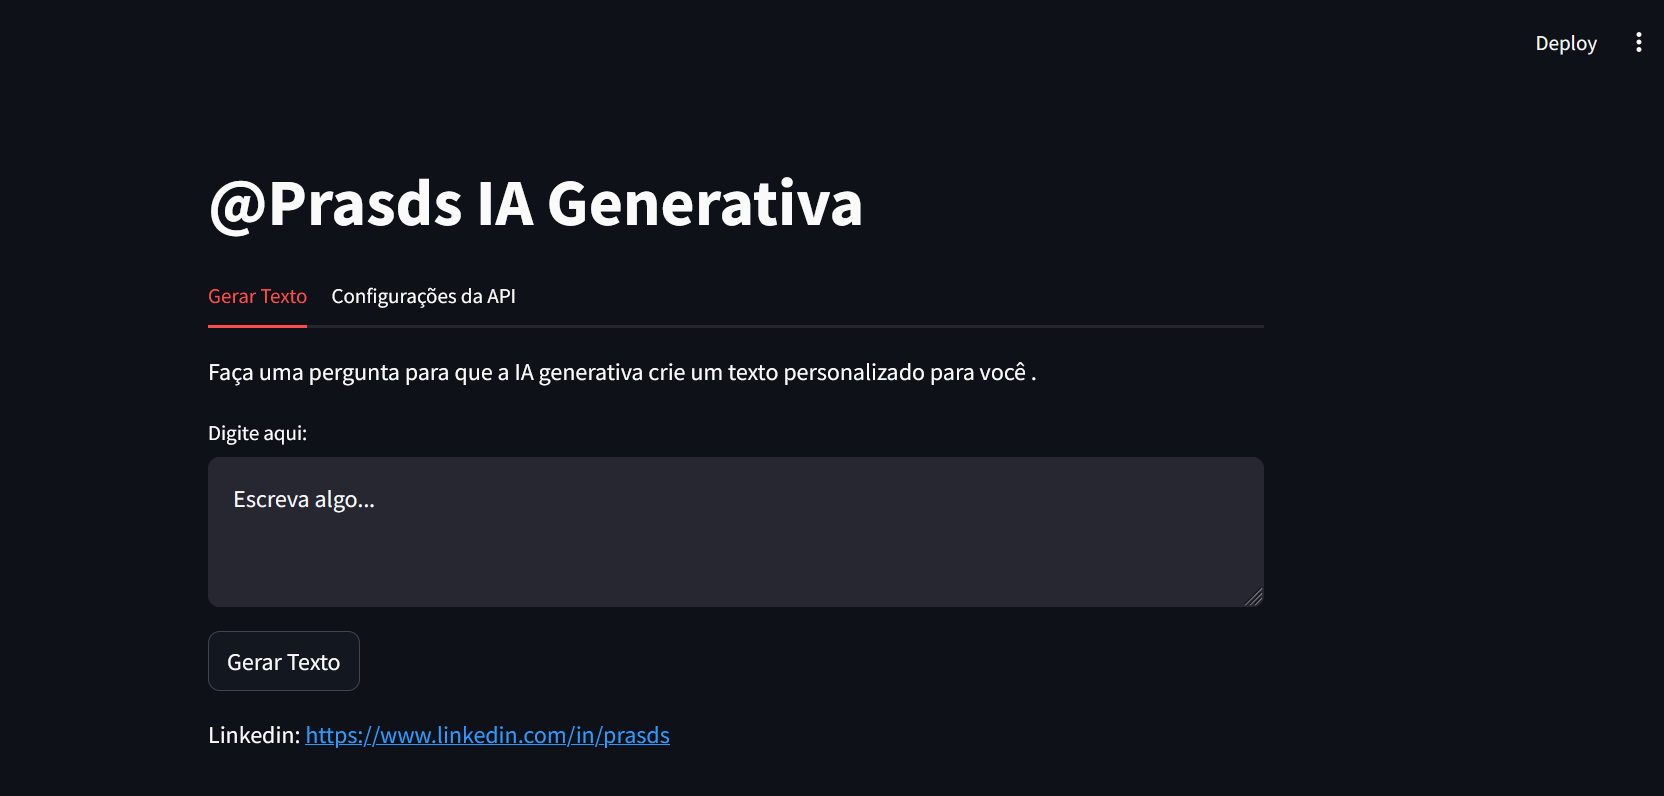 Deploy
@Prasds IA Generativa
Gerar Texto Configurações da API
Faça uma pergunta para que a IA generativa crie um texto personalizado para você .
Digite aqui:
Escreva algo...
Gerar Texto
Linkedin: https://www.linkedin.com/in/prasds